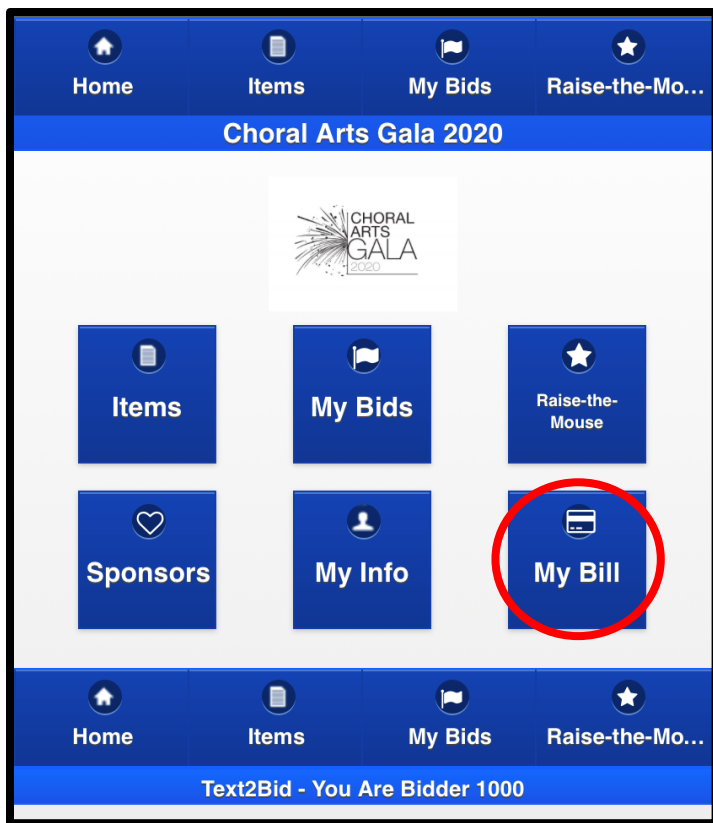 Home Items My Bids Raise-the-Mo...
Choral Arts Gala 2020
CHORAL
ARTS
GALA
2020
Items My Bids Raise-the-
Mouse
Sponsors My Info My Bill
Home Items My Bids Raise-the-Mo...
Text2Bid - You Are Bidder 1000